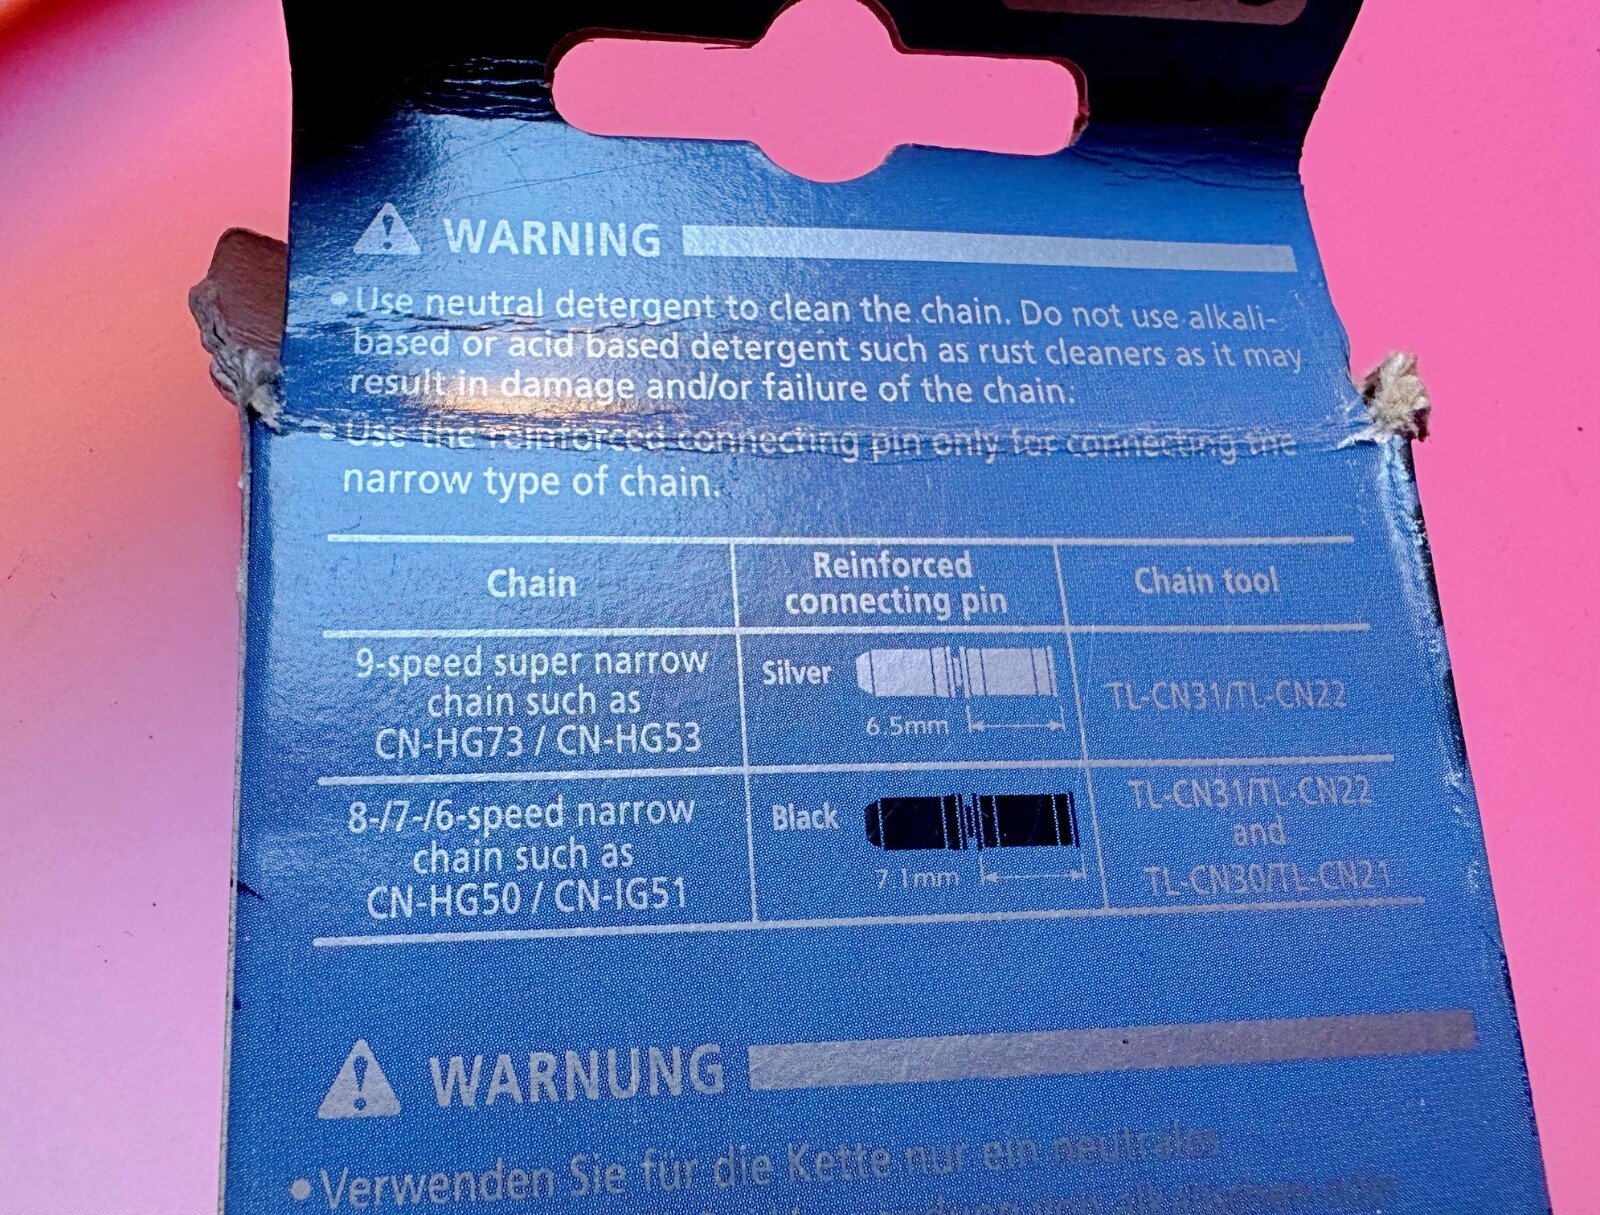 WARNING
•Use neutral detergent to clean the chain. Do not use alkali-
based or acid based detergent such as rust cleaners as it may
result in damage and/or failure of the chain.
•Use the reinforced connecting pin only for connecting the
narrow type of chain.
Chain
Reinforced
connecting pin
Chain tool
9-speed super narrow
chain such as
CN-HG73 / CN-HG53
Silver
6.5mm
TL-CN31/TL-CN22
8-/7-/6-speed narrow
chain such as
CN-HG50 / CN-IG51
Black
7.1mm
TL-CN31/TL-CN22
and
TL-CN30/TL-CN21
WARNUNG
•Verwenden Sie für die Kette nur ein neutrales
von alkalischen oder